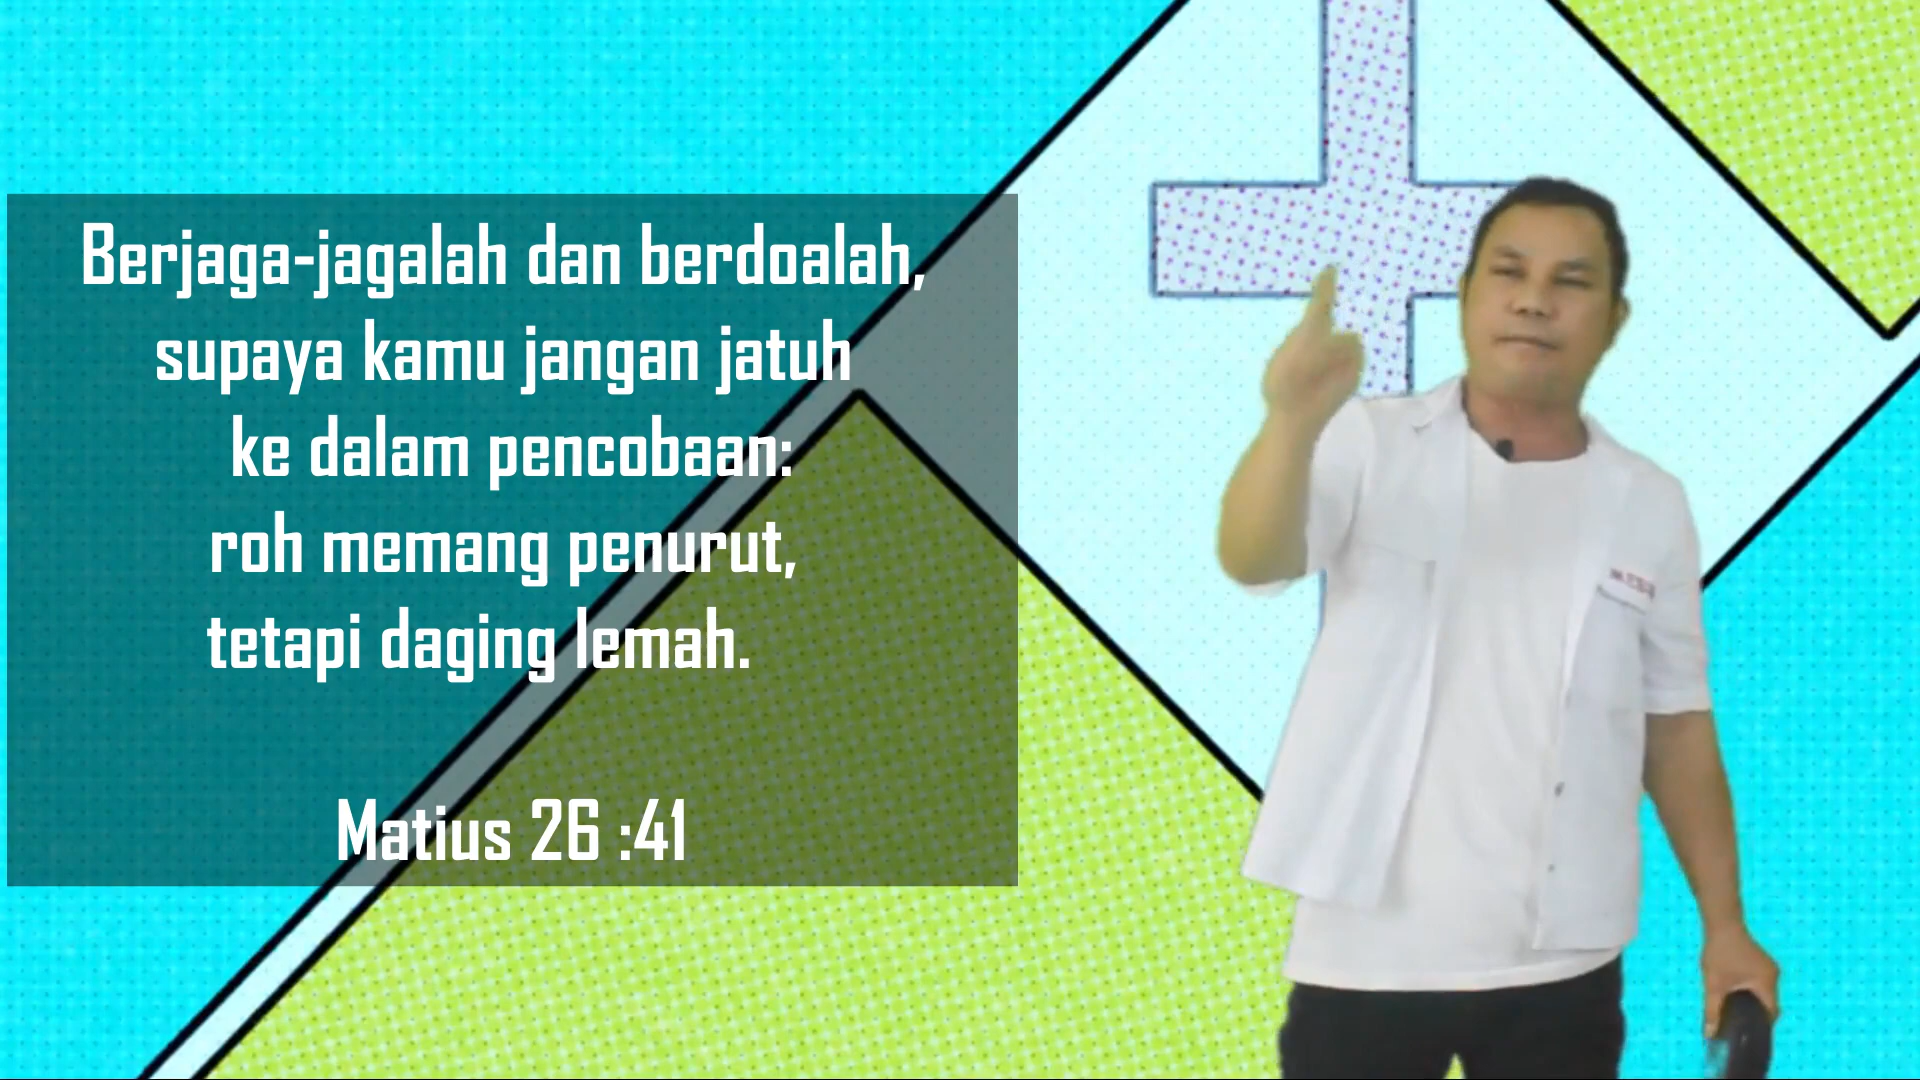 Berjaga-jagalah dan berdoalah,
supaya kamu jangan jatuh
ke dalam pencobaan:
roh memang penurut,
tetapi daging lemah.
Matius 26 :41